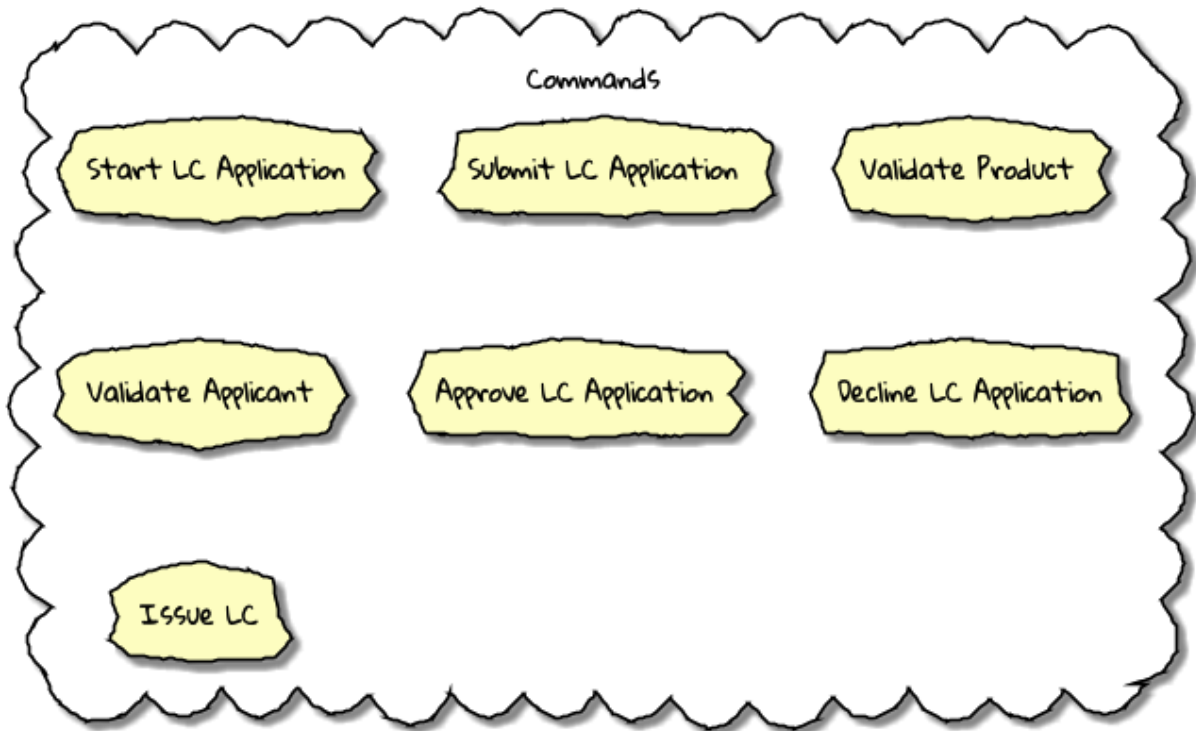 Commands
Start LC Application
Submit LC Application
Validate Product
Validate Applicant
Approve LC Application
Decline LC Application
Issue LC